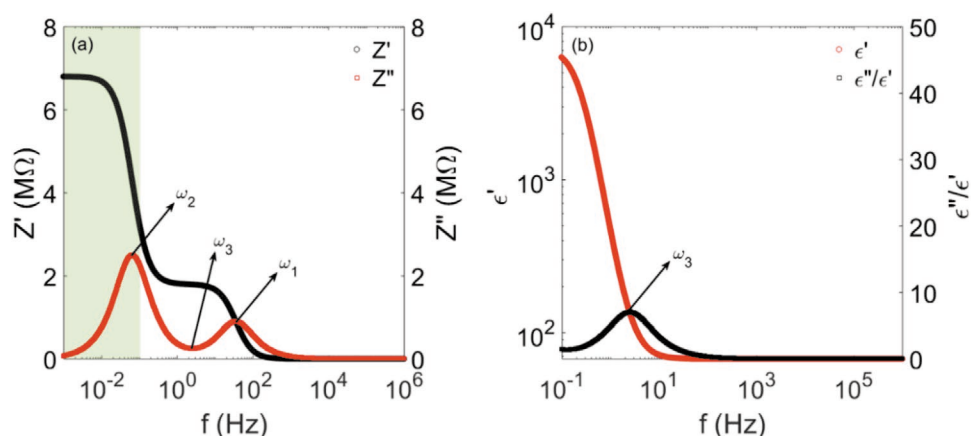 (a)
Z'
Z"
ω₂
ω₃
ω₁
8
6
4
2
0
Z' (MΩ)
8
6
4
2
0
Z" (MΩ)
10⁻² 10⁰ 10² 10⁴ 10⁶
f (Hz)
(b)
ϵ'
ϵ"/ϵ'
ω₃
10⁴
10³
10²
ϵ'
50
40
30
20
10
0
ϵ"/ϵ'
10⁻¹ 10¹ 10³ 10⁵
f (Hz)